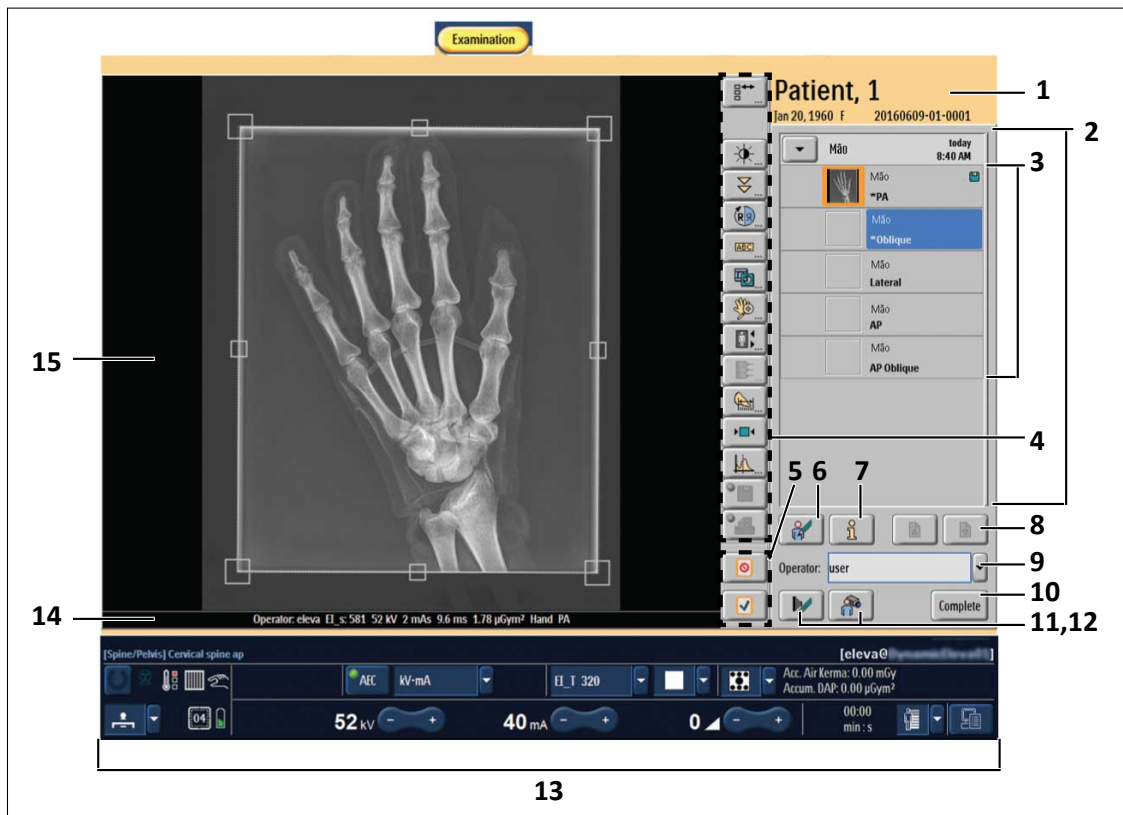 Examination
Patient, 1
Jan 20, 1960 F 20160609-01-0001
1
2
Mão today
8:40 AM
3
Mão
*PA
Mão
*Oblique
Mão
Lateral
Mão
AP
Mão
AP Oblique
R R
ABC
15
4
5 6 7
8
Operator: user
9
10
Complete
11,12
14
Operator: eleva EI_s: 581 52 kV 2 mAs 9.6 ms 1.78 µGym² Hand PA
[Spine/Pelvis] Cervical spine ap
[eleva@
]
AEC kV-mA EI_T 320
Acc. Air Kerma: 0.00 mGy
Accum. DAP: 0.00 µGym²
04 52 kV - + 40 mA - + 0 - +
00:00
min : s
13